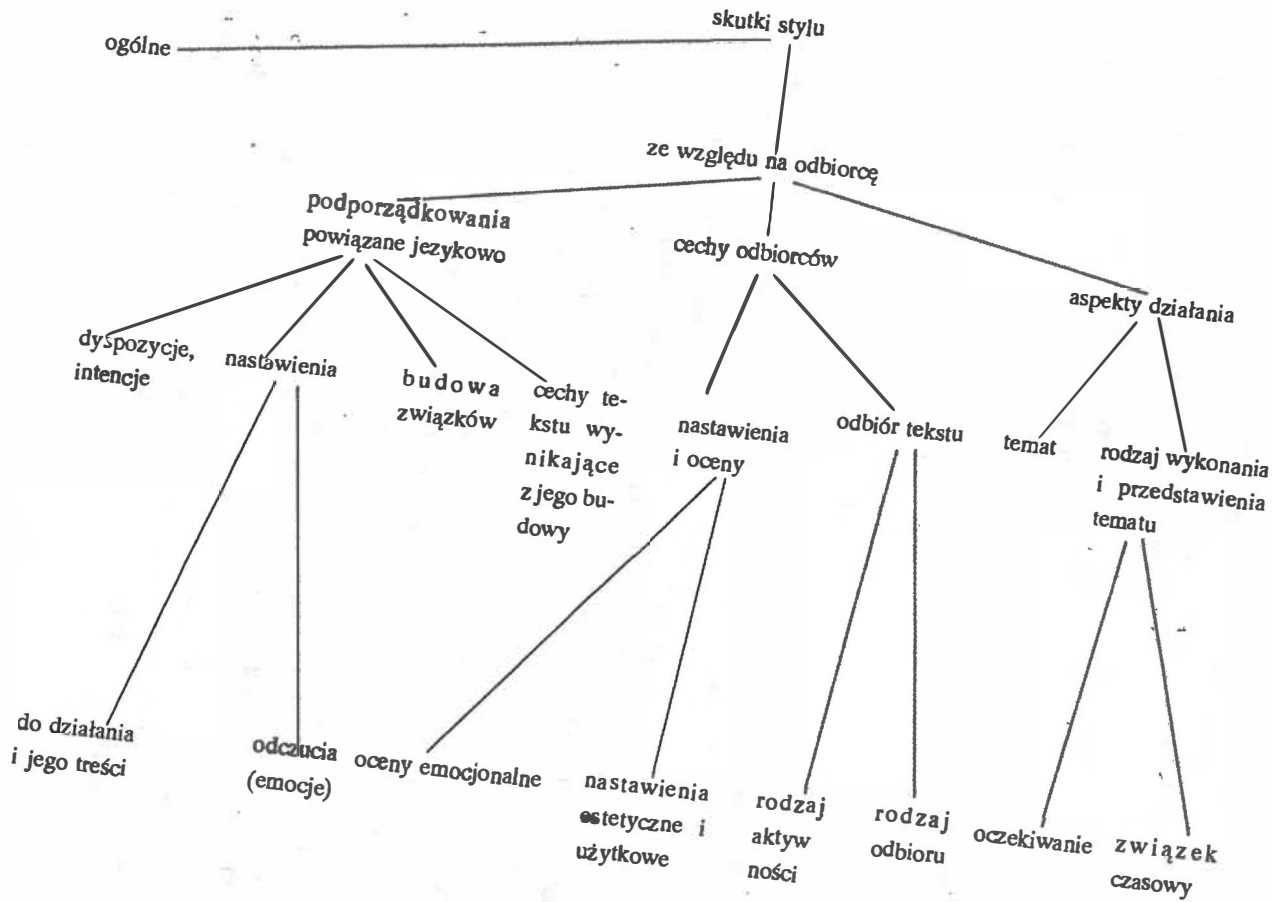 skutki stylu
ogólne
ze względu na odbiorcę
podporządkowania
powiązane jezykowo
cechy odbiorców
aspekty działania
dyspozycje,
intencje
nastawienia
budowa
związków
cechy te-
kstu wy-
nikające
z jego bu-
dowy
nastawienia
i oceny
odbiór tekstu
temat
rodzaj wykonania
i przedstawienia
tematu
do działania
i jego treści
odczucia
(emocje)
oceny emocjonalne
nastawienia
estetyczne i
użytkowe
rodzaj
aktyw
ności
rodzaj
odbioru
oczekiwanie
związek
czasowy